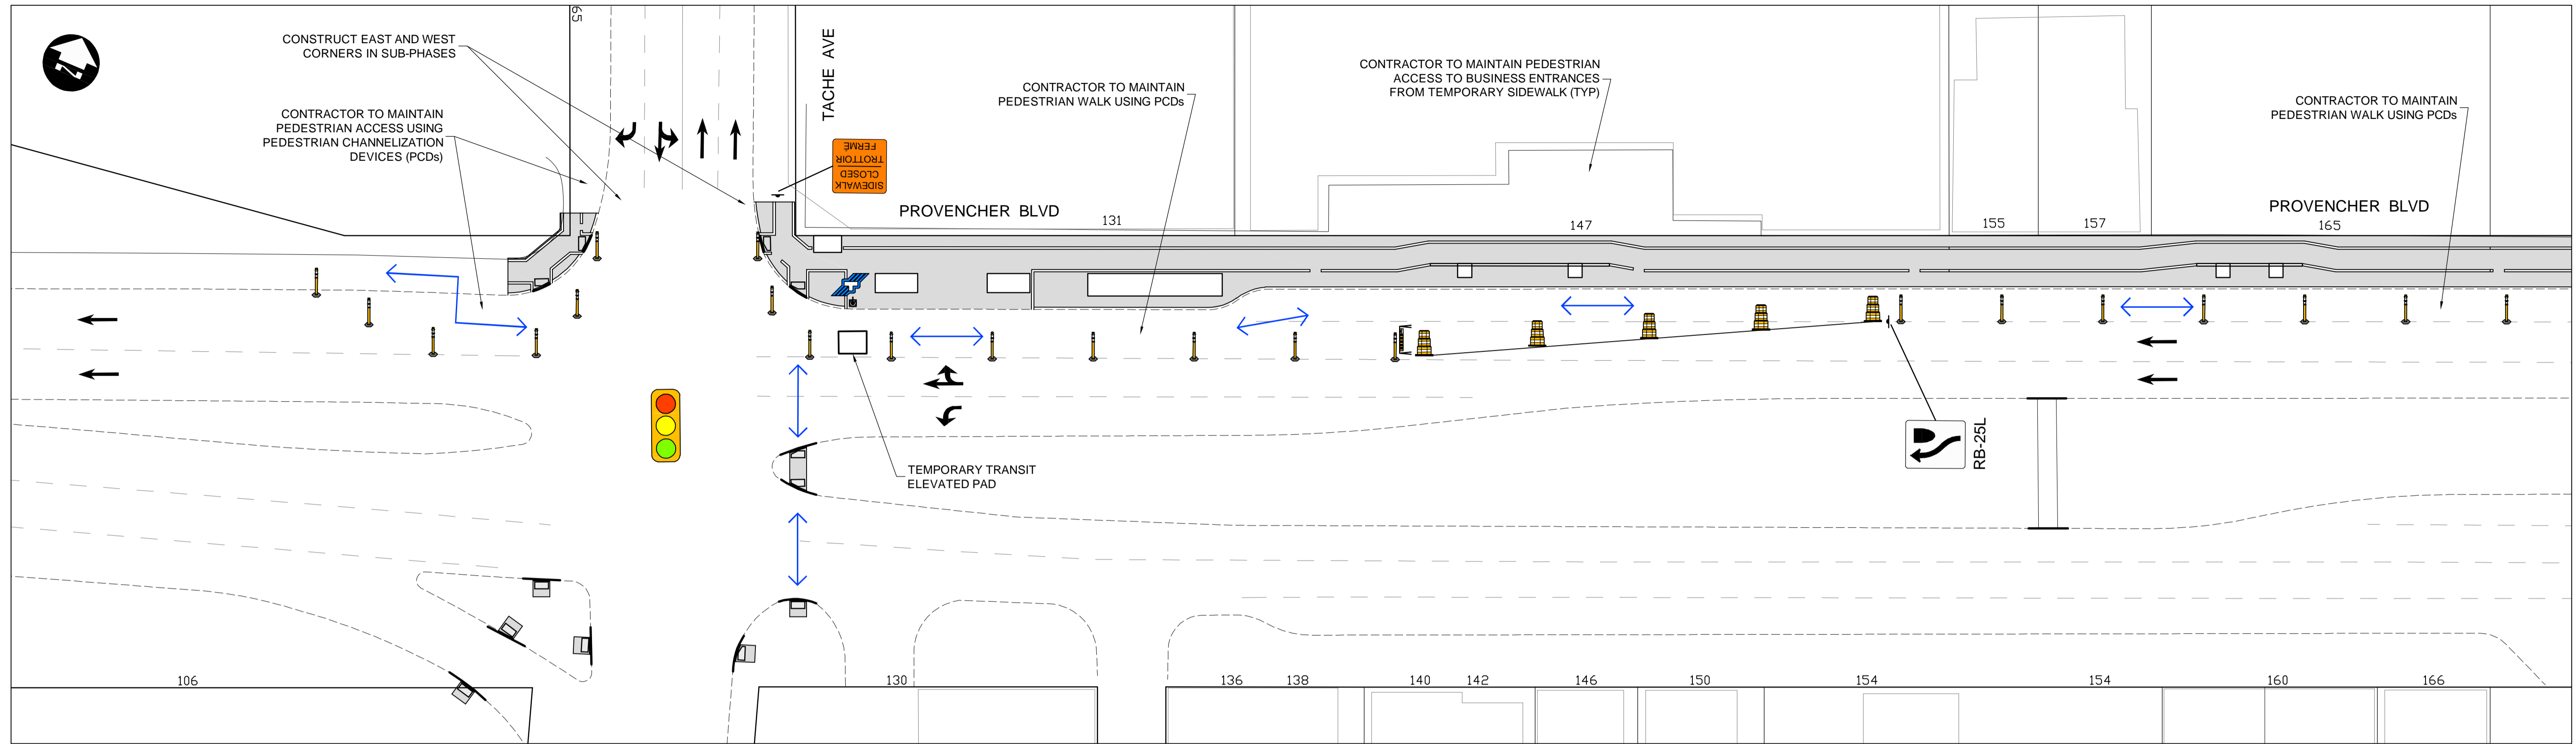 65
CONSTRUCT EAST AND WEST
CORNERS IN SUB-PHASES
CONTRACTOR TO MAINTAIN
PEDESTRIAN ACCESS USING
PEDESTRIAN CHANNELIZATION
DEVICES (PCDs)
TACHE AVE
SIDEWALK
CLOSED
TROTTOIR
FERMÉ
CONTRACTOR TO MAINTAIN
PEDESTRIAN WALK USING PCDs
CONTRACTOR TO MAINTAIN PEDESTRIAN
ACCESS TO BUSINESS ENTRANCES
FROM TEMPORARY SIDEWALK (TYP)
CONTRACTOR TO MAINTAIN
PEDESTRIAN WALK USING PCDs
PROVENCHER BLVD
131
147
155
157
PROVENCHER BLVD
165
TEMPORARY TRANSIT
ELEVATED PAD
RB-25L
106
130
136
138
140
142
146
150
154
154
160
166